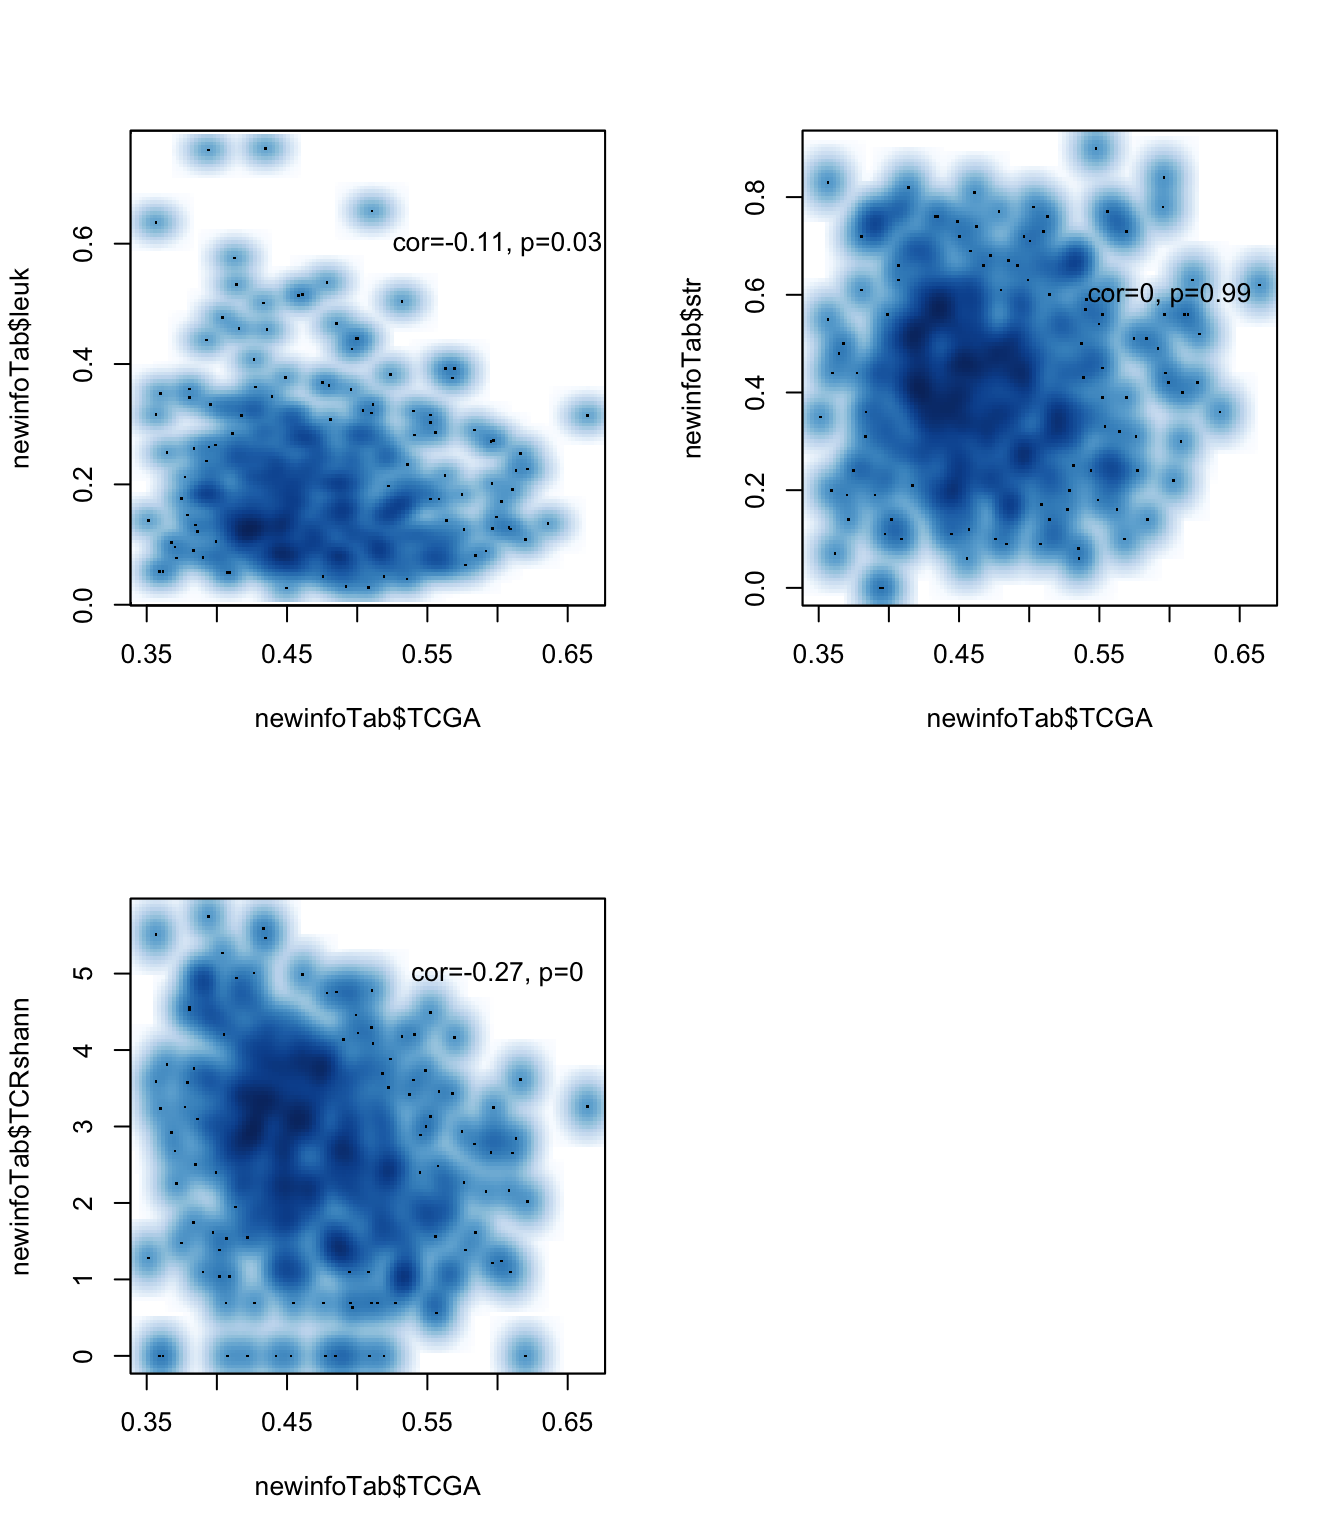 newinfoTab$leuk
0.0 0.2 0.4 0.6
cor=-0.11, p=0.03
0.35 0.45 0.55 0.65
newinfoTab$TCGA
newinfoTab$str
0.0 0.2 0.4 0.6 0.8
cor=0, p=0.99
0.35 0.45 0.55 0.65
newinfoTab$TCGA
newinfoTab$TCRshann
0 1 2 3 4 5
cor=-0.27, p=0
0.35 0.45 0.55 0.65
newinfoTab$TCGA